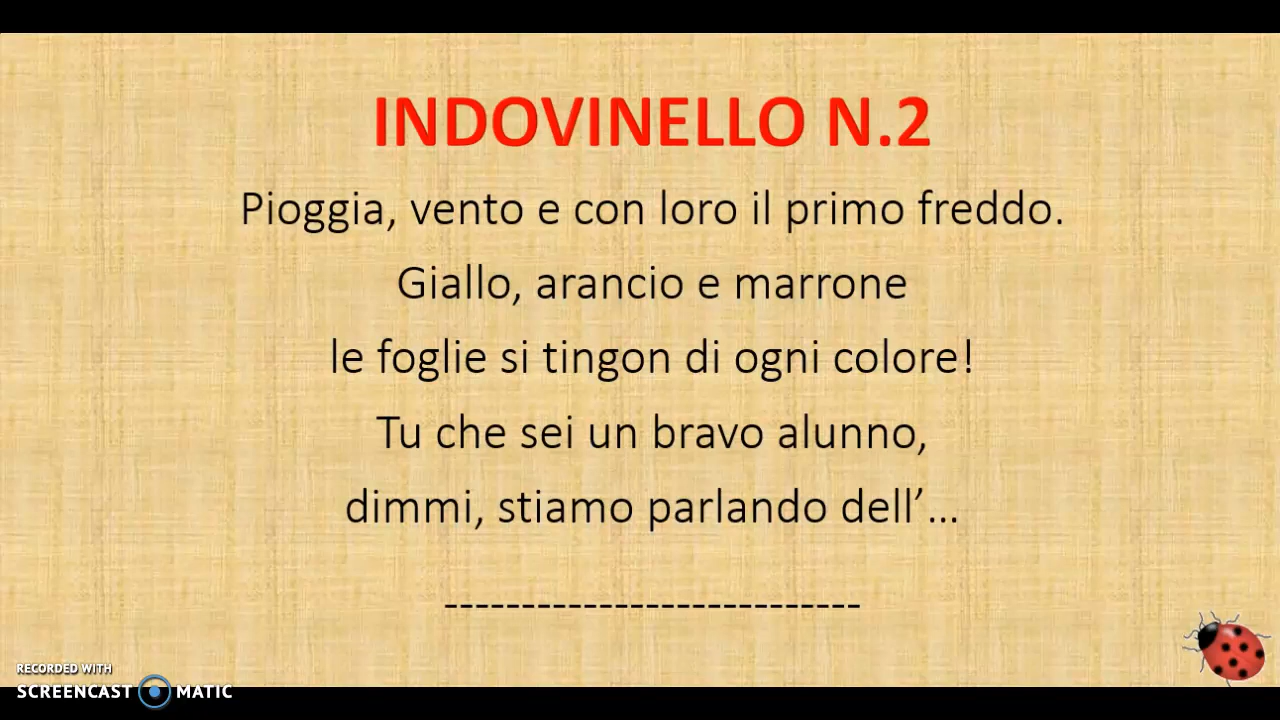 INDOVINELLO N.2
Pioggia, vento e con loro il primo freddo.
Giallo, arancio e marrone
le foglie si tingon di ogni colore!
Tu che sei un bravo alunno,
dimmi, stiamo parlando dell’...
---------------------------
RECORDED WITH
SCREENCAST MATIC